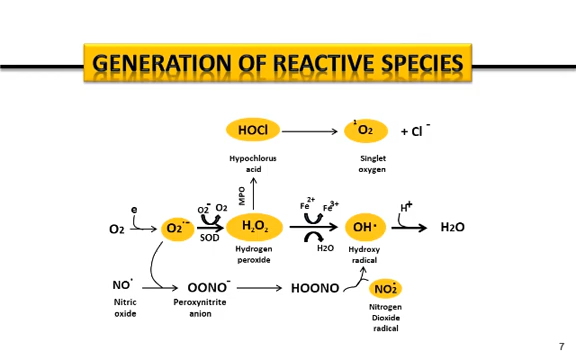 GENERATION OF REACTIVE SPECIES
HOCl
¹O2
+ Cl⁻
Hypochlorus
acid
Singlet
oxygen
MPO
e
O2⁻
O2
Fe²⁺
Fe³⁺
H⁺
O2
O2·⁻
SOD
H2O2
OH·
H2O
Hydrogen
peroxide
H2O
Hydroxy
radical
NO·
OONO⁻
HOONO
NO2·
Nitric
oxide
Peroxynitrite
anion
Nitrogen
Dioxide
radical
7